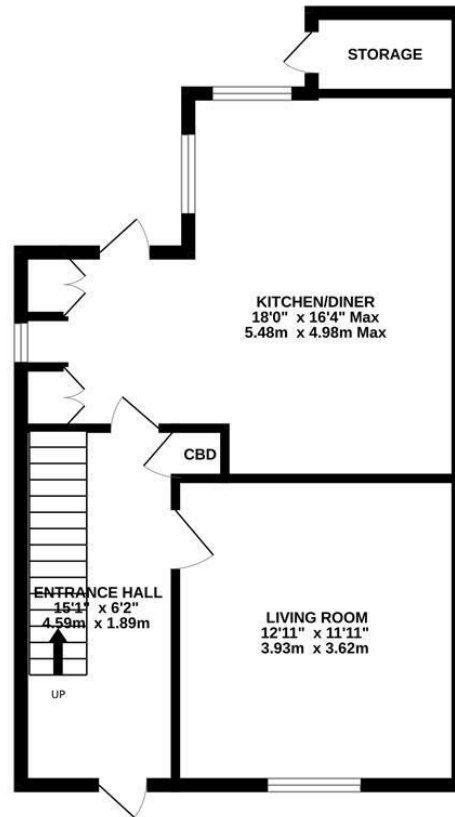 STORAGE
KITCHEN/DINER
18'0" x 16'4" Max
5.48m x 4.98m Max
CBD
ENTRANCE HALL
15'1" x 6'2"
4.59m x 1.89m
UP
LIVING ROOM
12'11" x 11'11"
3.93m x 3.62m